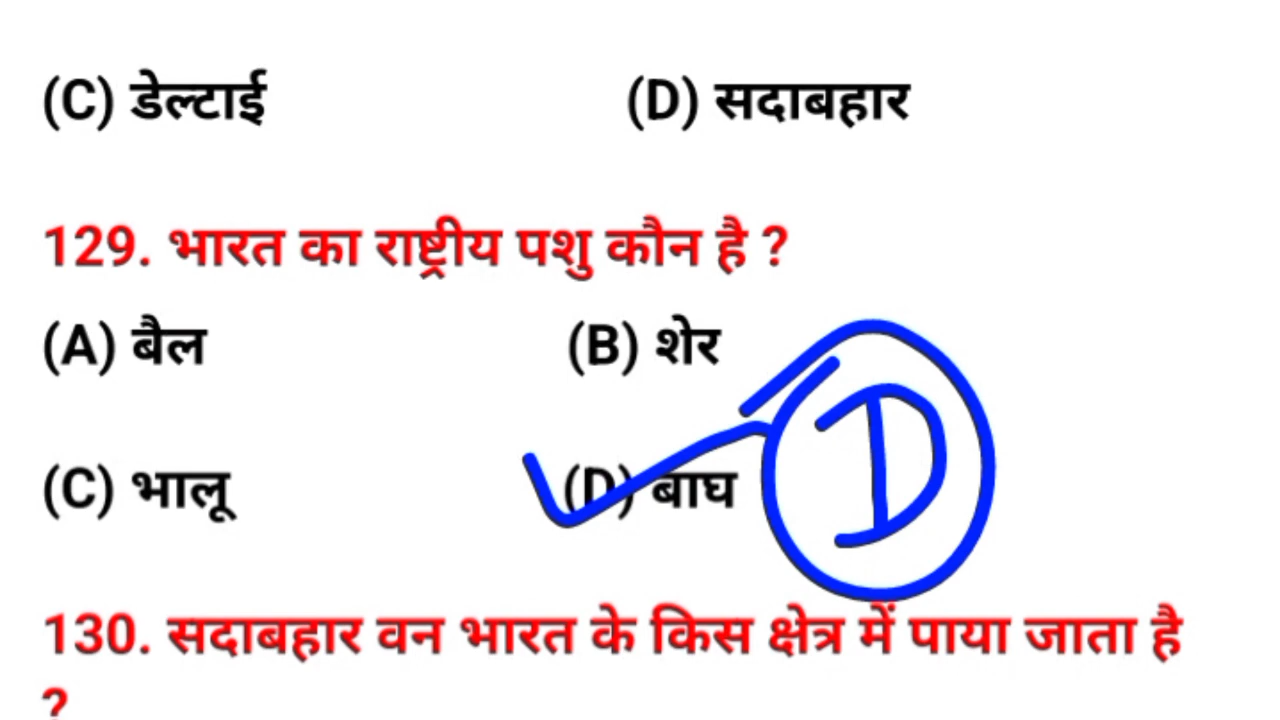 (C) डेल्टाई (D) सदाबहार
129. भारत का राष्ट्रीय पशु कौन है ?
(A) बैल (B) शेर
(C) भालू (D) बाघ D
130. सदाबहार वन भारत के किस क्षेत्र में पाया जाता है
?